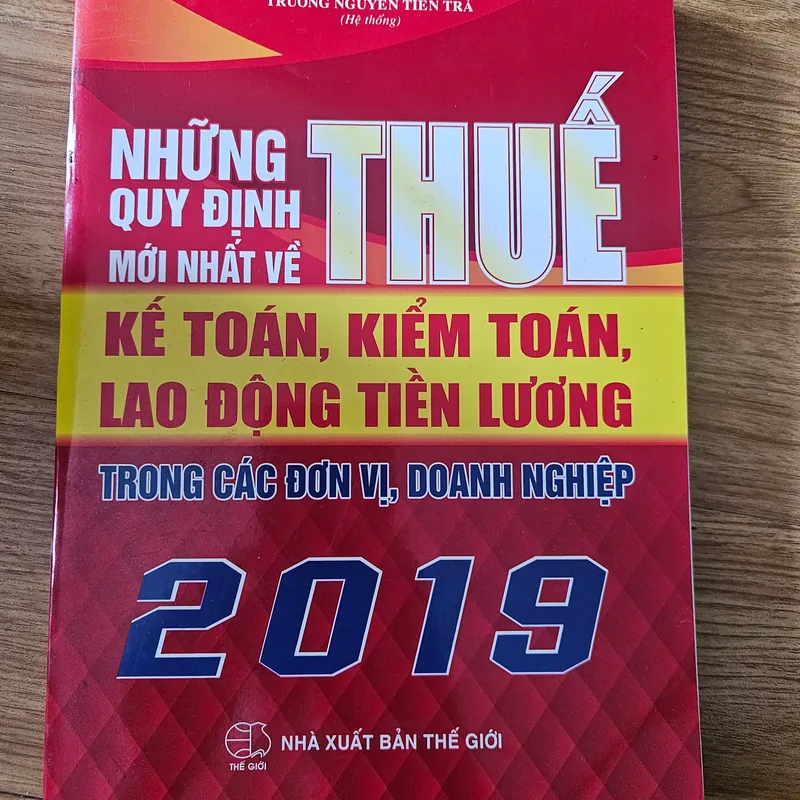 TRƯƠNG NGUYỄN TIẾN TRÀ
(Hệ thống)
NHỮNG
QUY ĐỊNH
MỚI NHẤT VỀ
THUẾ
KẾ TOÁN, KIỂM TOÁN,
LAO ĐỘNG TIỀN LƯƠNG
TRONG CÁC ĐƠN VỊ, DOANH NGHIỆP
2019
THẾ GIỚI
NHÀ XUẤT BẢN THẾ GIỚI